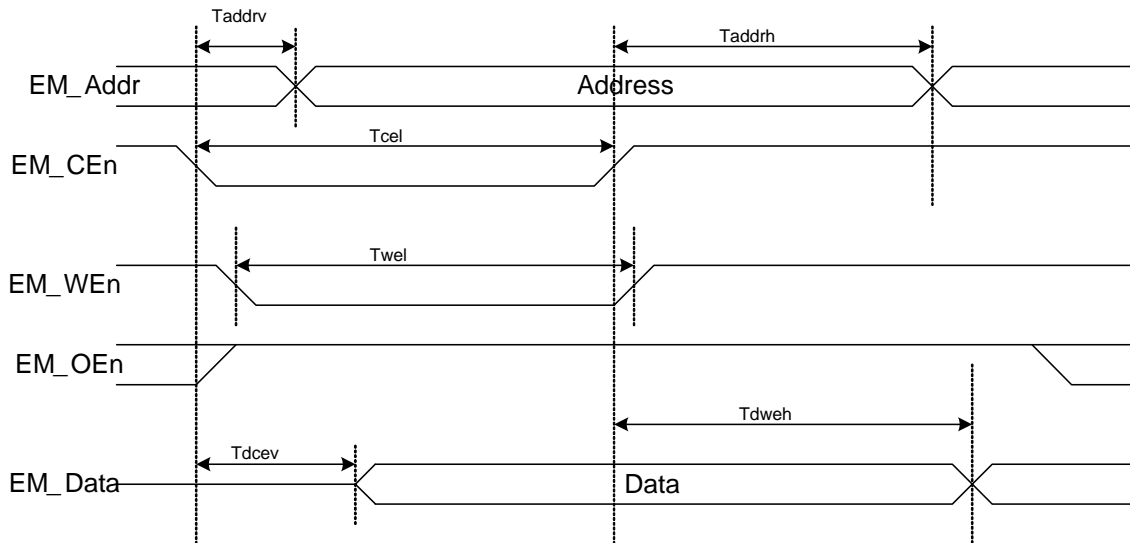 Taddrv
Taddrh
EM_Addr
Address
Tcel
EM_CEn
Twel
EM_WEn
EM_OEn
Tdweh
Tdcev
EM_Data
Data